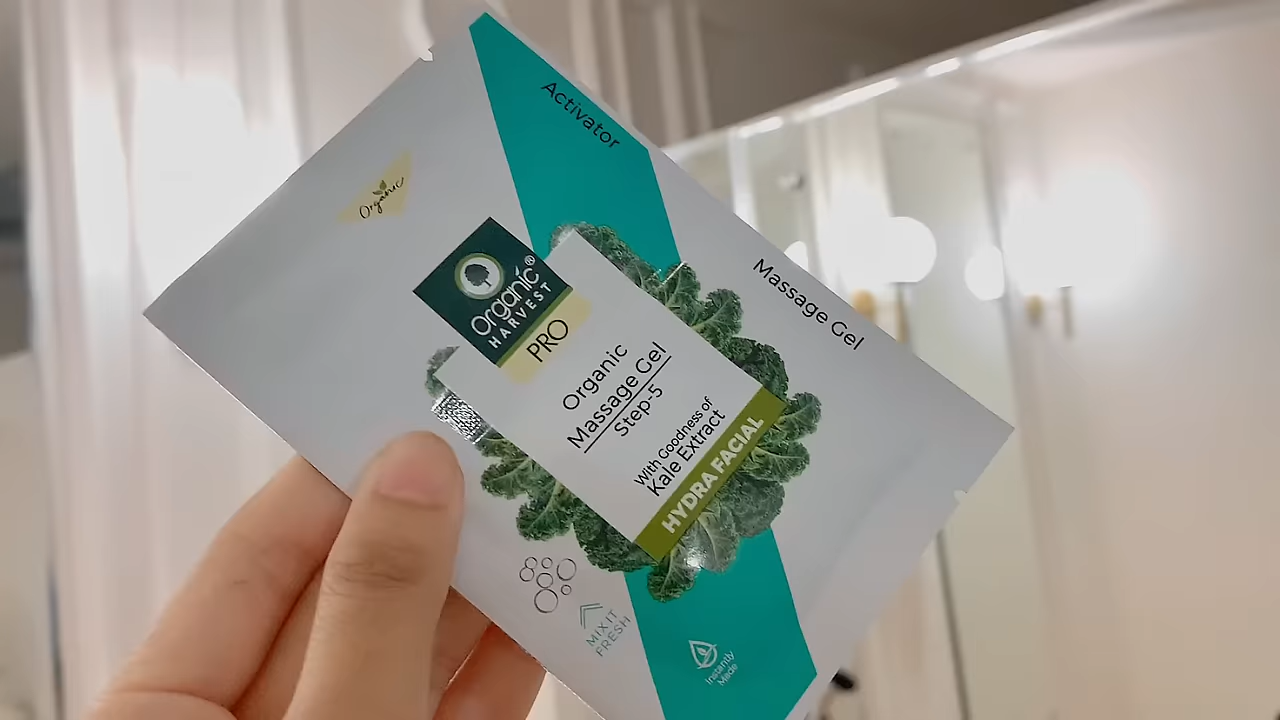 Activator
Organic
Massage Gel
Organic®
HARVEST
PRO
Organic
Massage Gel
Step-5
With Goodness of
Kale Extract
HYDRA FACIAL
MIX IT
FRESH
Instantly
Made